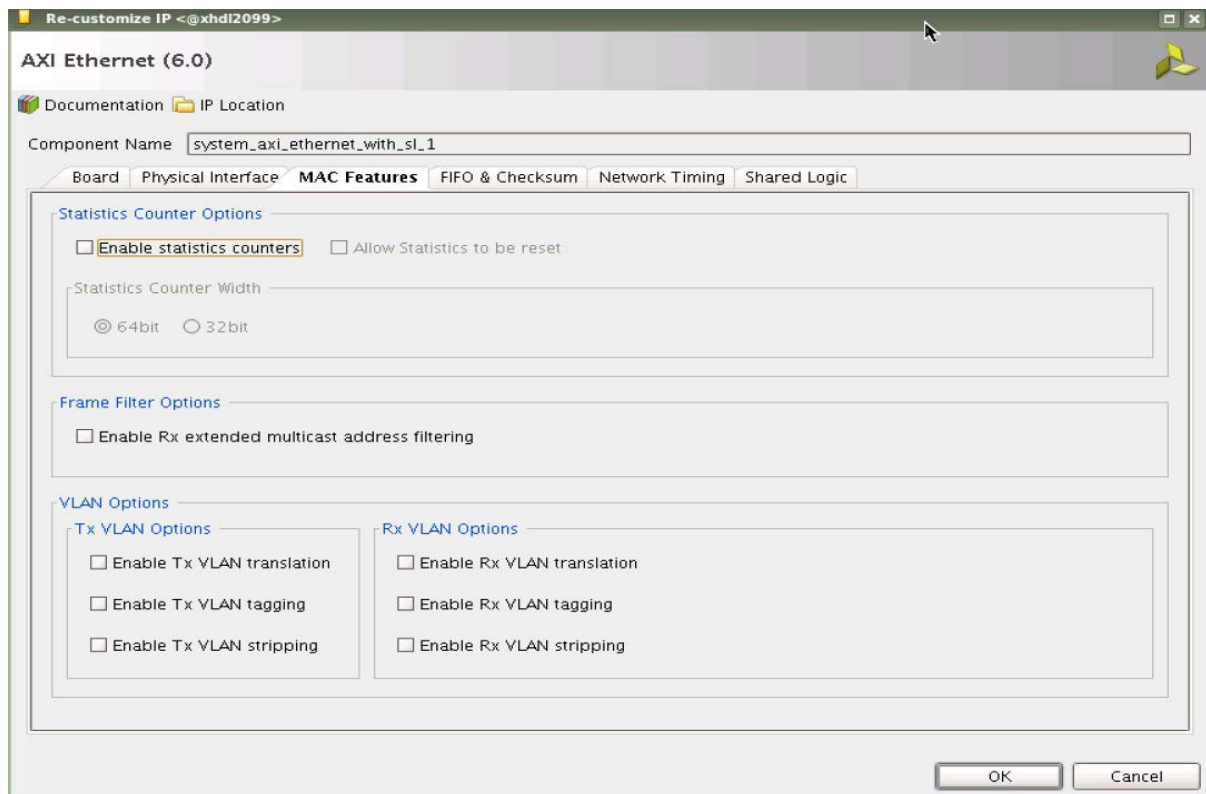 Re-customize IP <@xhdl2099>
AXI Ethernet (6.0)
Documentation IP Location
Component Name system_axi_ethernet_with_sl_1
Board Physical Interface MAC Features FIFO & Checksum Network Timing Shared Logic
Statistics Counter Options
Enable statistics counters Allow Statistics to be reset
Statistics Counter Width
64bit 32bit
Frame Filter Options
Enable Rx extended multicast address filtering
VLAN Options
Tx VLAN Options Rx VLAN Options
Enable Tx VLAN translation Enable Rx VLAN translation
Enable Tx VLAN tagging Enable Rx VLAN tagging
Enable Tx VLAN stripping Enable Rx VLAN stripping
OK Cancel